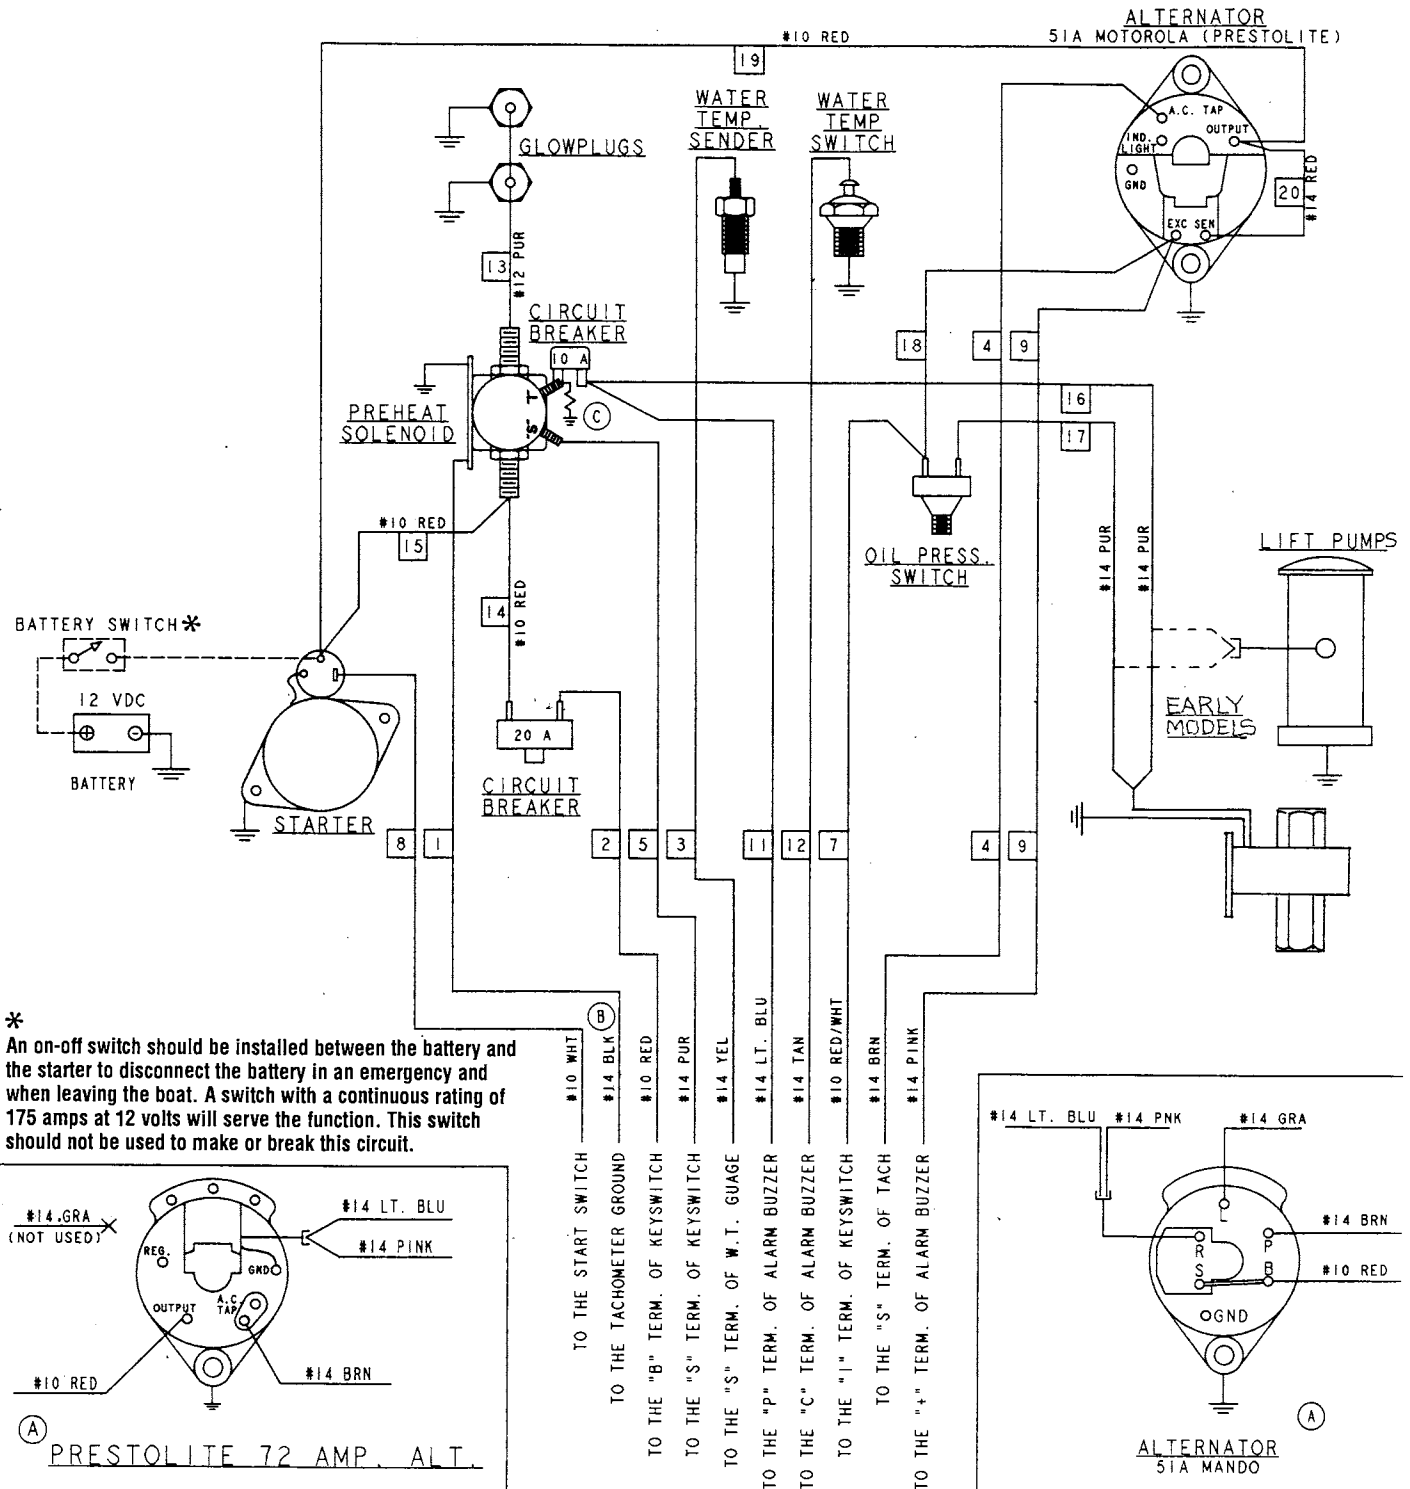 ALTERNATOR
51A MOTOROLA (PRESTOLITE)
#10 RED
19
WATER
TEMP.
SENDER
WATER
TEMP
SWITCH
A.C. TAP
OUTPUT
IND.
LIGHT
GND
EXC SEN
20
#14 RED
GLOWPLUGS
13
#12 PUR
CIRCUIT
BREAKER
10 A
I
"S"
C
PREHEAT
SOLENOID
18
4
9
16
17
#10 RED
15
14
#10 RED
OIL PRESS.
SWITCH
#14 PUR
#14 PUR
LIFT PUMPS
BATTERY SWITCH*
12 VDC
BATTERY
STARTER
20 A
CIRCUIT
BREAKER
EARLY
MODELS
8
1
2
5
3
11
12
7
4
9
B
#10 WHT
#14 BLK
#10 RED
#14 PUR
#14 YEL
#14 LT. BLU
#14 TAN
#10 RED/WHT
#14 BRN
#14 PINK
TO THE START SWITCH
TO THE TACHOMETER GROUND
TO THE "B" TERM. OF KEYSWITCH
TO THE "S" TERM. OF KEYSWITCH
TO THE "S" TERM. OF W.T. GUAGE
TO THE "P" TERM. OF ALARM BUZZER
TO THE "C" TERM. OF ALARM BUZZER
TO THE "I" TERM. OF KEYSWITCH
TO THE "S" TERM. OF TACH
TO THE "+" TERM. OF ALARM BUZZER
*
An on-off switch should be installed between the battery and
the starter to disconnect the battery in an emergency and
when leaving the boat. A switch with a continuous rating of
175 amps at 12 volts will serve the function. This switch
should not be used to make or break this circuit.
#14.GRA
(NOT USED)
#14 LT. BLU
#14 PINK
REG.
GND
OUTPUT
A.C.
TAP
#10 RED
#14 BRN
A
PRESTOLITE 72 AMP. ALT.
#14 LT. BLU
#14 PNK
#14 GRA
L
R
P
S
B
GND
#14 BRN
#10 RED
A
ALTERNATOR
51A MANDO